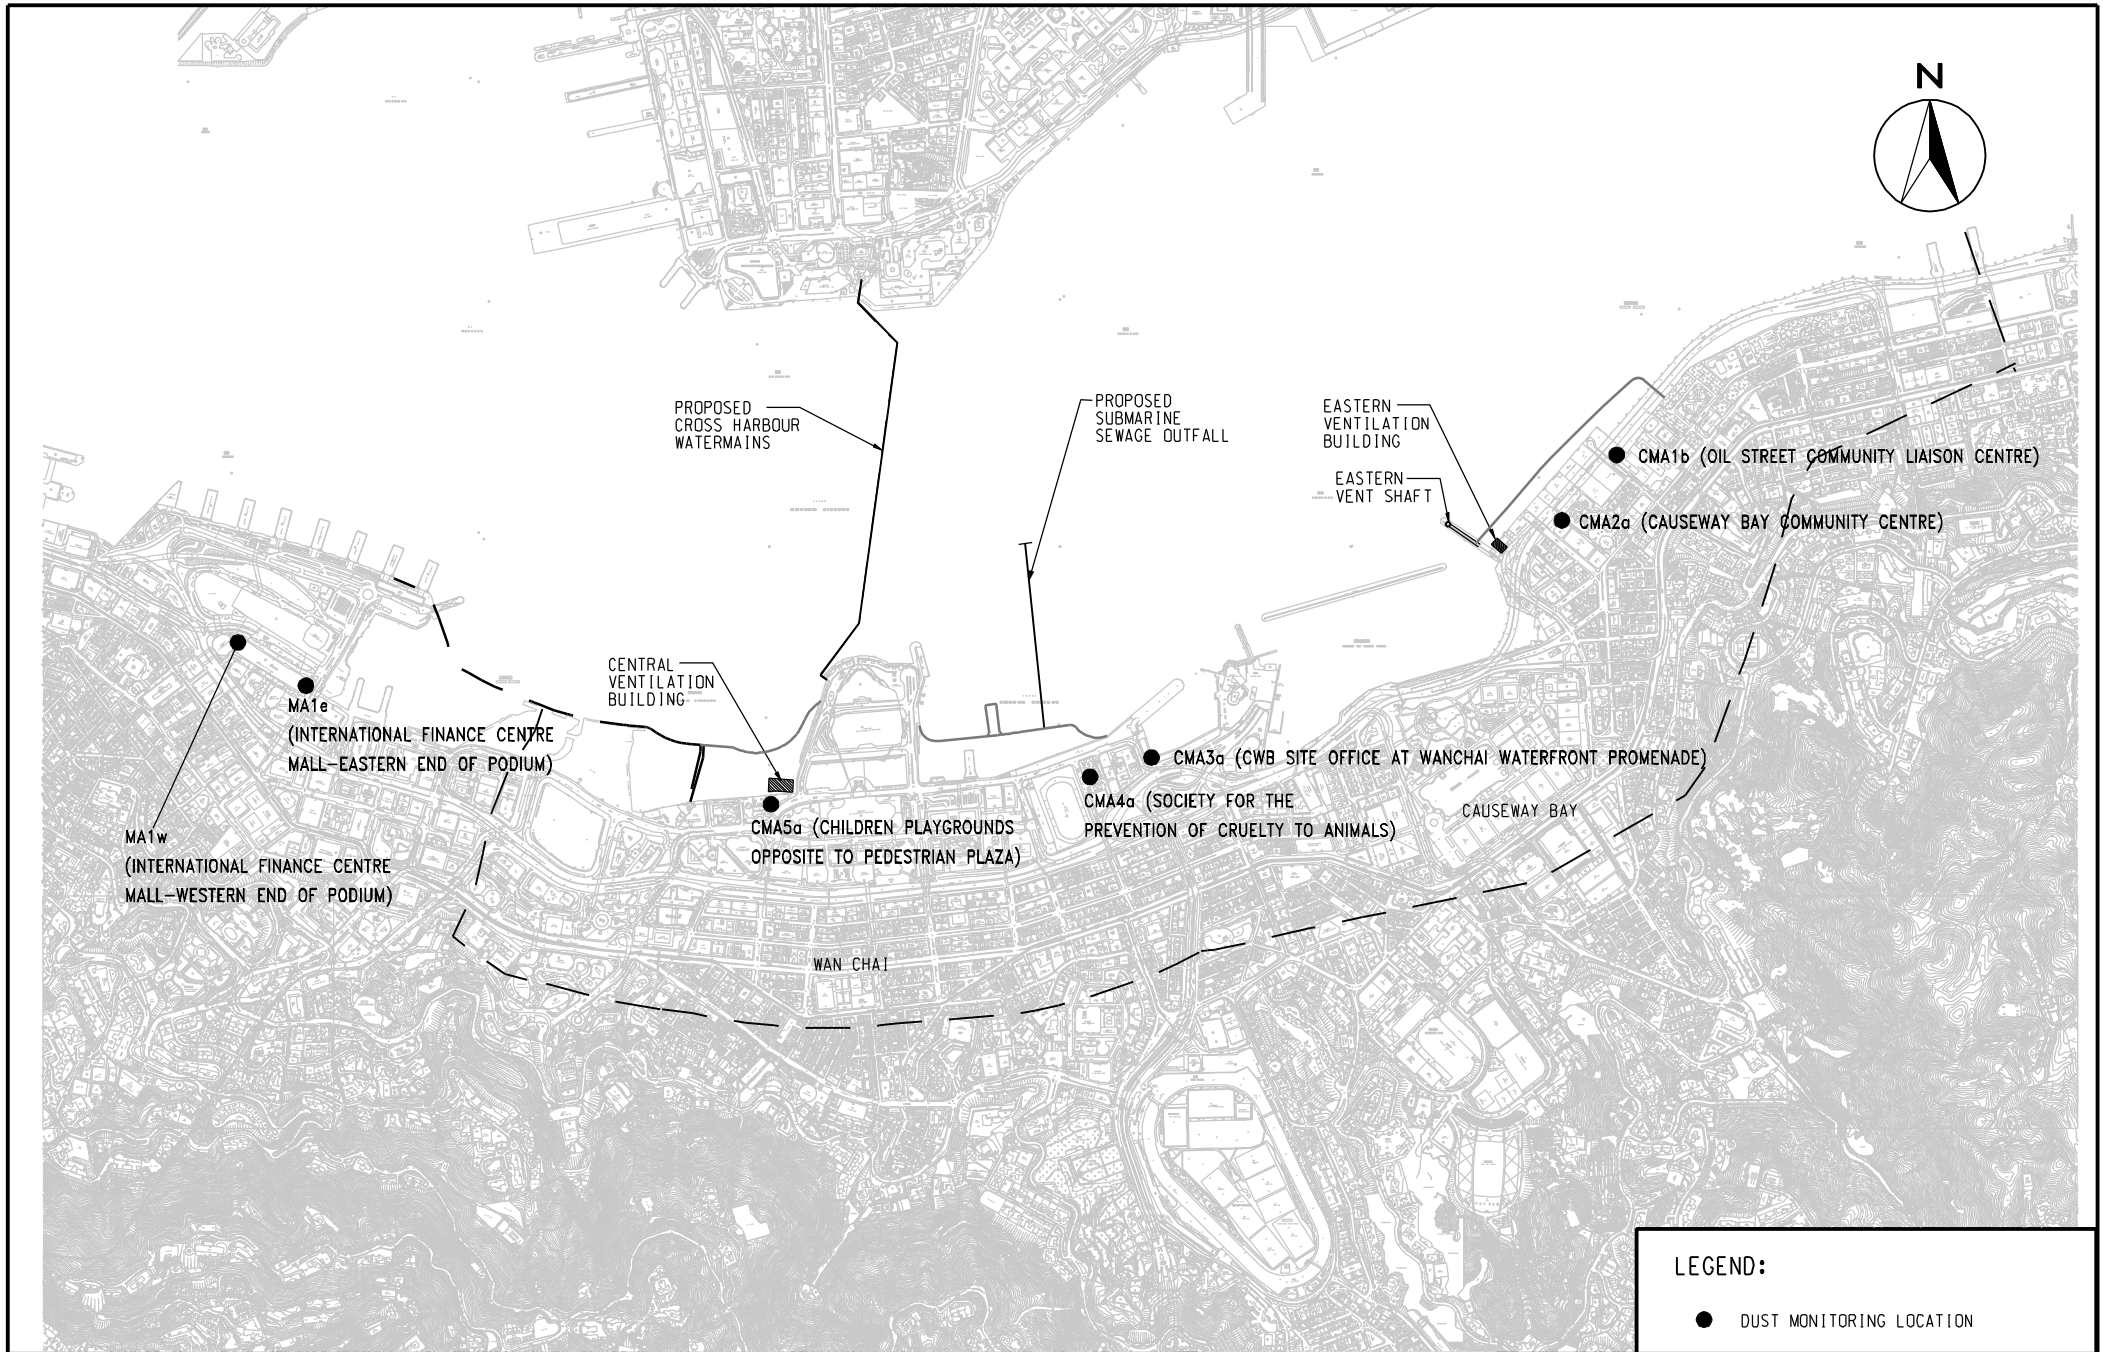 N
PROPOSED
CROSS HARBOUR
WATERMAINS
PROPOSED
SUBMARINE
SEWAGE OUTFALL
EASTERN
VENTILATION
BUILDING
EASTERN
VENT SHAFT
CMA1b (OIL STREET COMMUNITY LIAISON CENTRE)
CMA2a (CAUSEWAY BAY COMMUNITY CENTRE)
CENTRAL
VENTILATION
BUILDING
MA1e
(INTERNATIONAL FINANCE CENTRE
MALL-EASTERN END OF PODIUM)
MA1w
(INTERNATIONAL FINANCE CENTRE
MALL-WESTERN END OF PODIUM)
CMA5a (CHILDREN PLAYGROUNDS
OPPOSITE TO PEDESTRIAN PLAZA)
CMA3a (CWB SITE OFFICE AT WANCHAI WATERFRONT PROMENADE)
CMA4a (SOCIETY FOR THE
PREVENTION OF CRUELTY TO ANIMALS)
CAUSEWAY BAY
WAN CHAI
LEGEND:
DUST MONITORING LOCATION